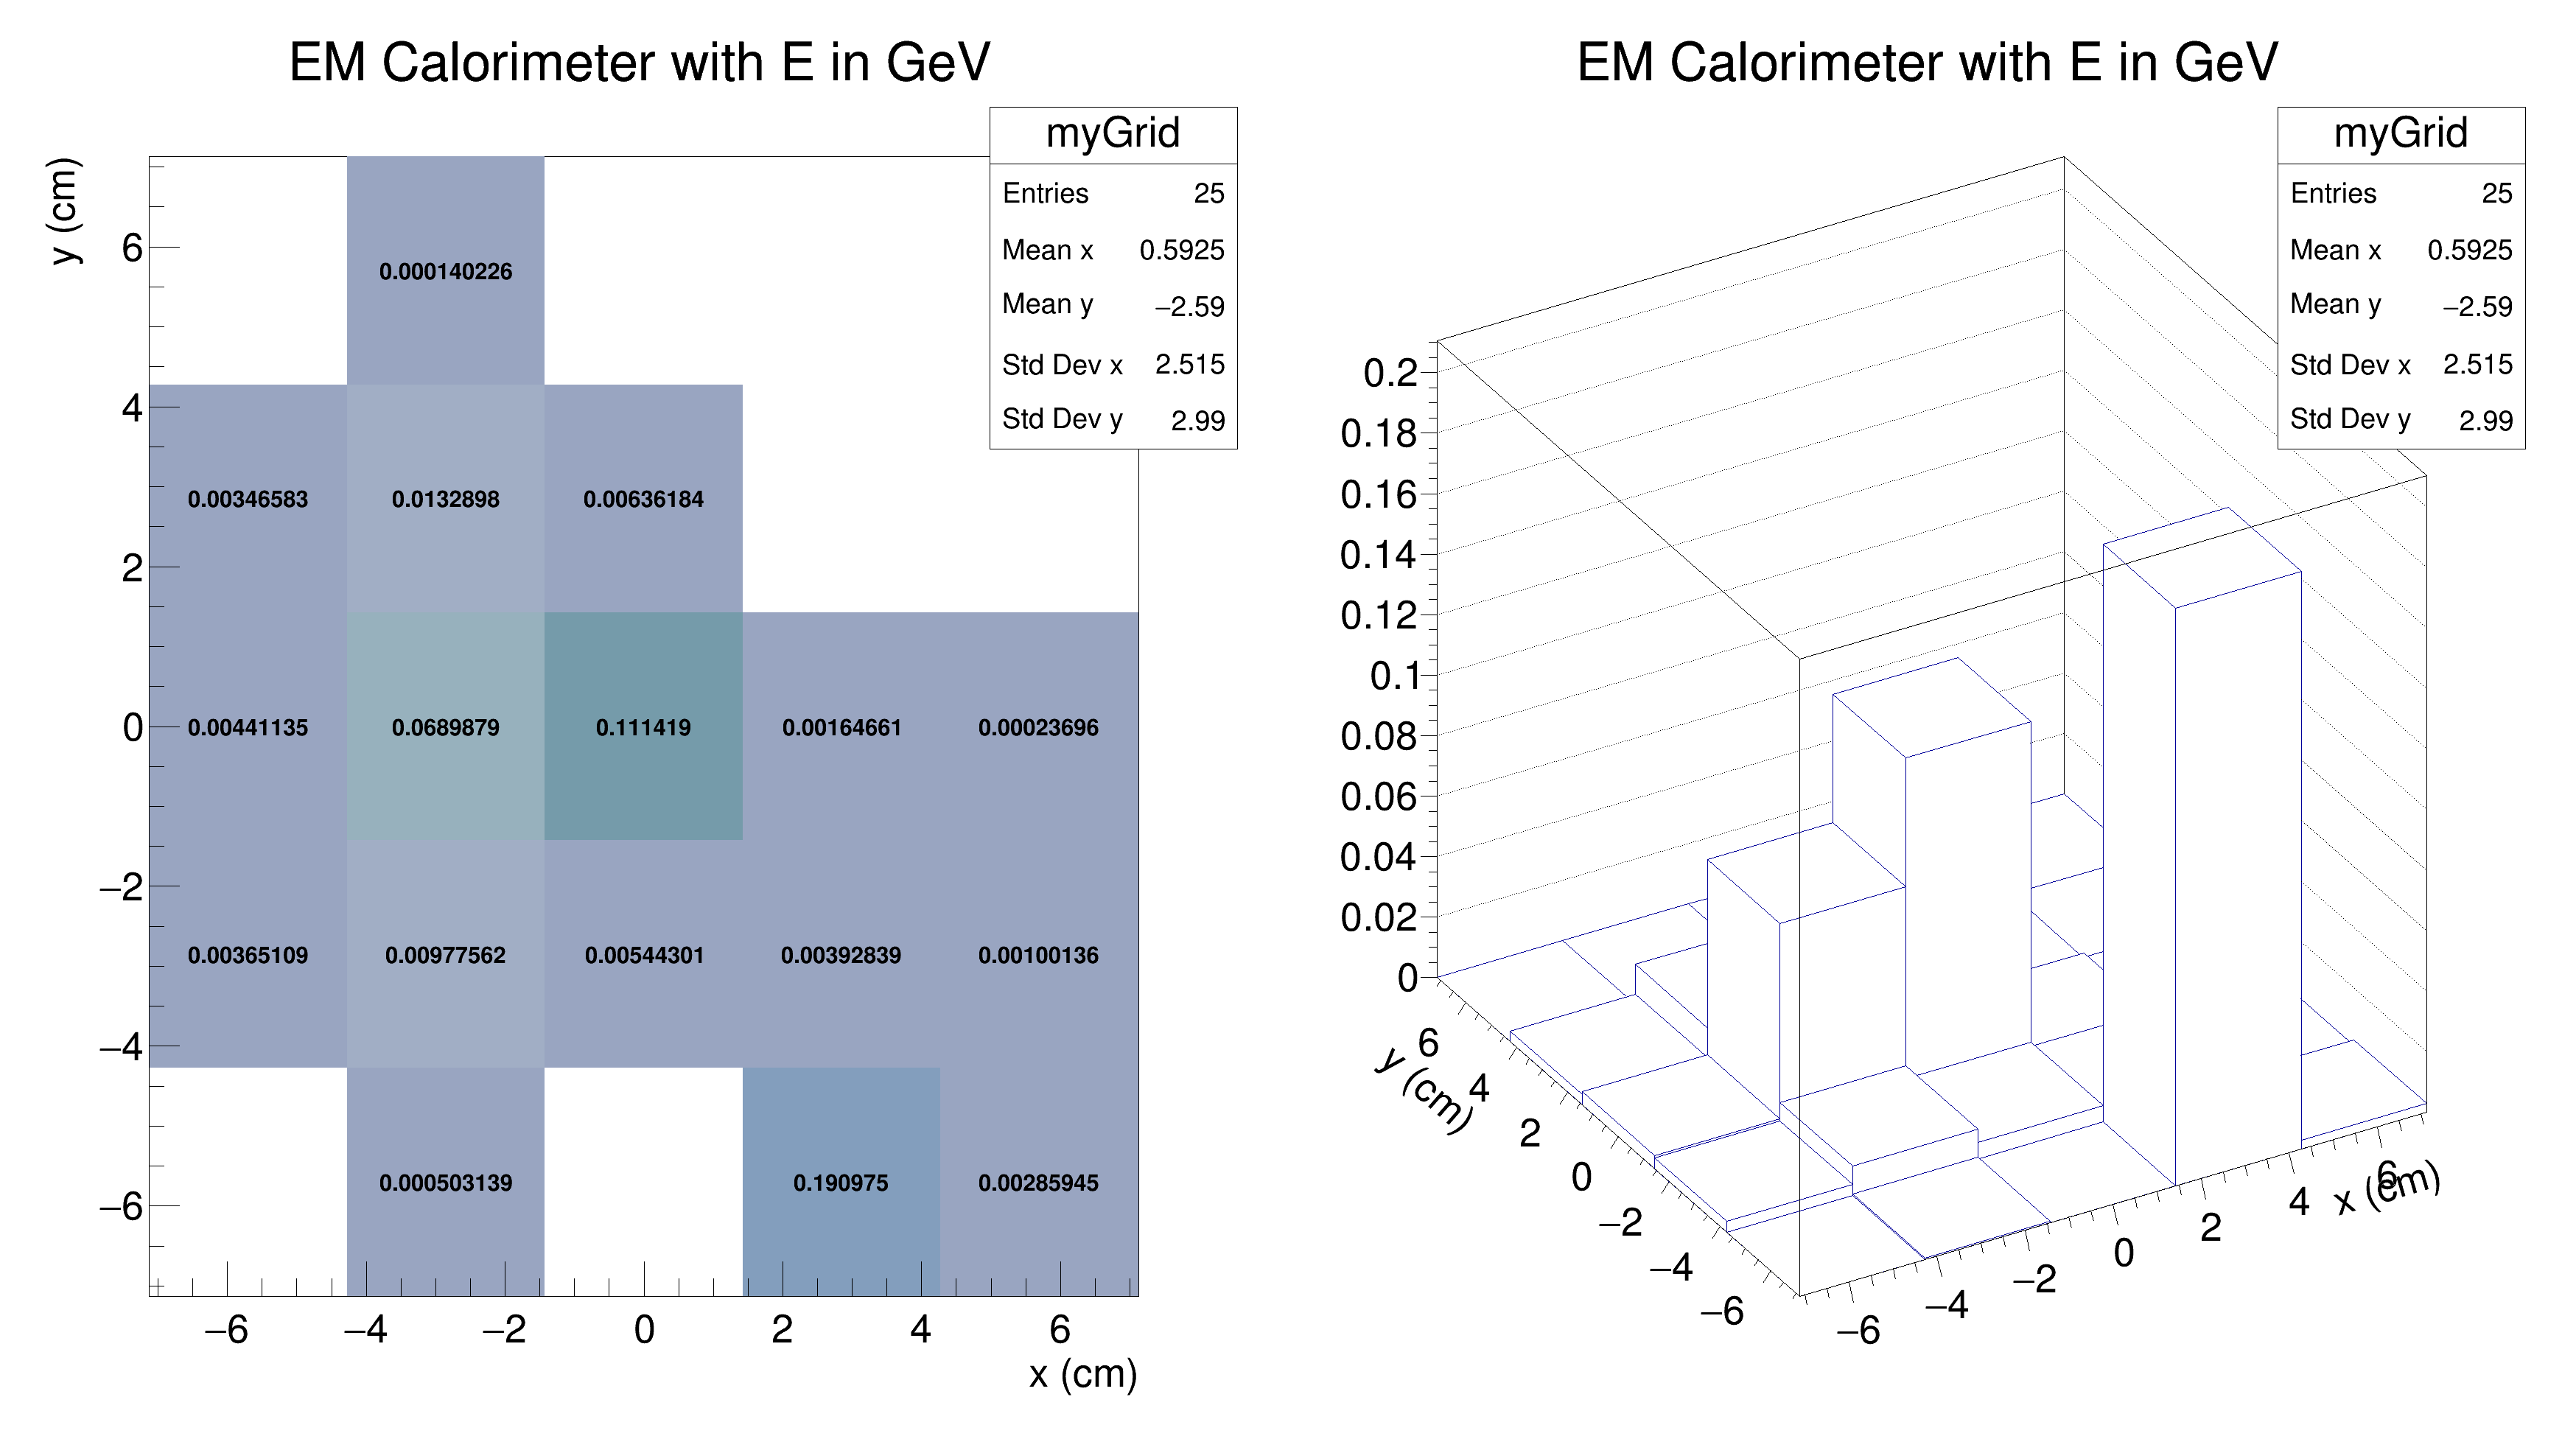 EM Calorimeter with E in GeV
myGrid
Entries 25
Mean x 0.5925
Mean y −2.59
Std Dev x 2.515
Std Dev y 2.99
y (cm)
6
4
2
0
−2
−4
−6
0.000140226
0.00346583 0.0132898 0.00636184
0.00441135 0.0689879 0.111419 0.00164661 0.00023696
0.00365109 0.00977562 0.00544301 0.00392839 0.00100136
0.000503139 0.190975 0.00285945
−6 −4 −2 0 2 4 6
x (cm)
EM Calorimeter with E in GeV
myGrid
Entries 25
Mean x 0.5925
Mean y −2.59
Std Dev x 2.515
Std Dev y 2.99
0.2
0.18
0.16
0.14
0.12
0.1
0.08
0.06
0.04
0.02
0
6
4
2
0
−2
−4
−6
y (cm)
−6
−4
−2
0
2
4
6
x (cm)